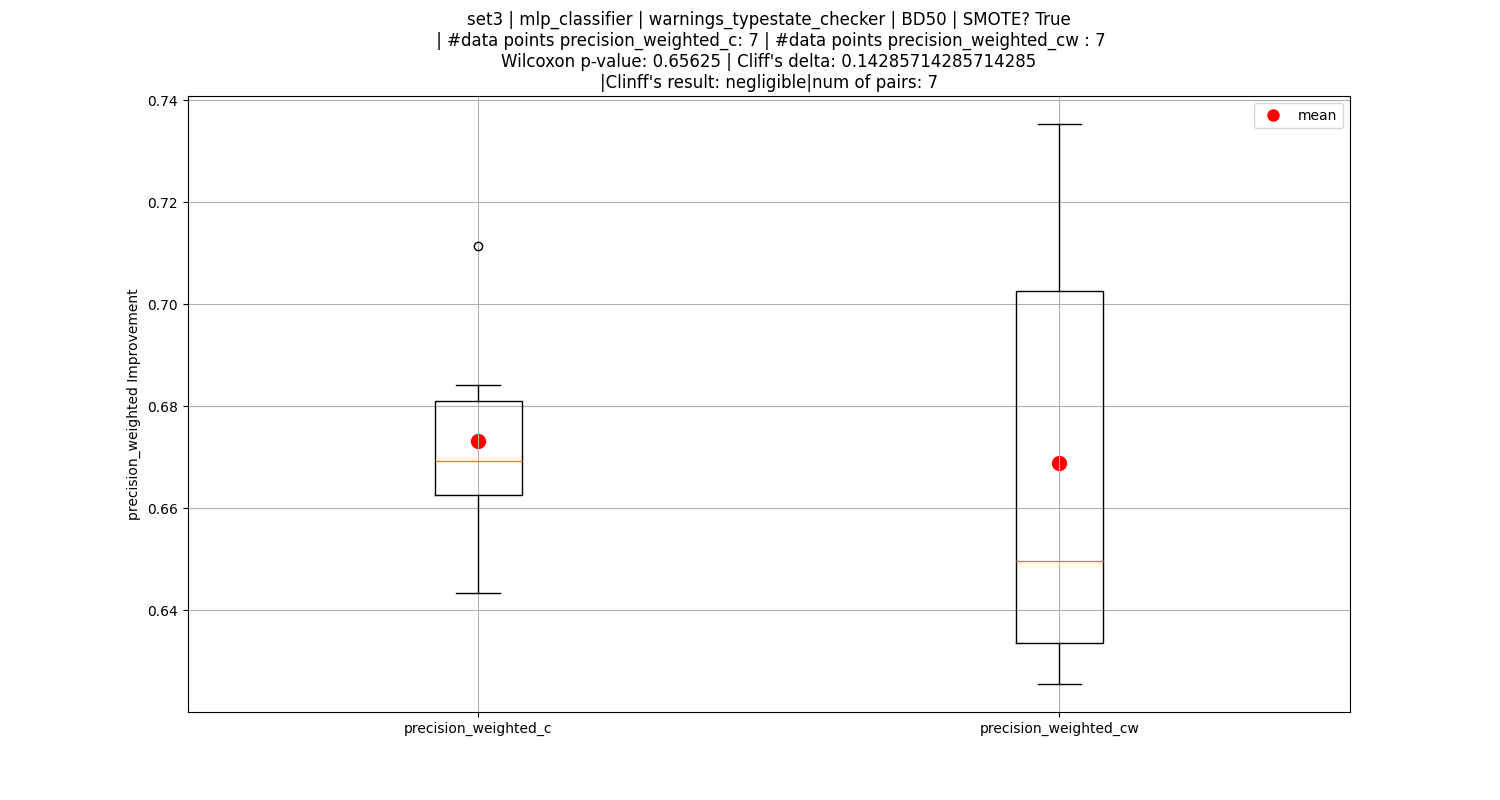 set3 | mlp_classifier | warnings_typestate_checker | BD50 | SMOTE? True
| #data points precision_weighted_c: 7 | #data points precision_weighted_cw : 7
Wilcoxon p-value: 0.65625 | Cliff's delta: 0.14285714285714285
|Clinff's result: negligible|num of pairs: 7
mean
precision_weighted Improvement
0.74
0.72
0.70
0.68
0.66
0.64
precision_weighted_c
precision_weighted_cw